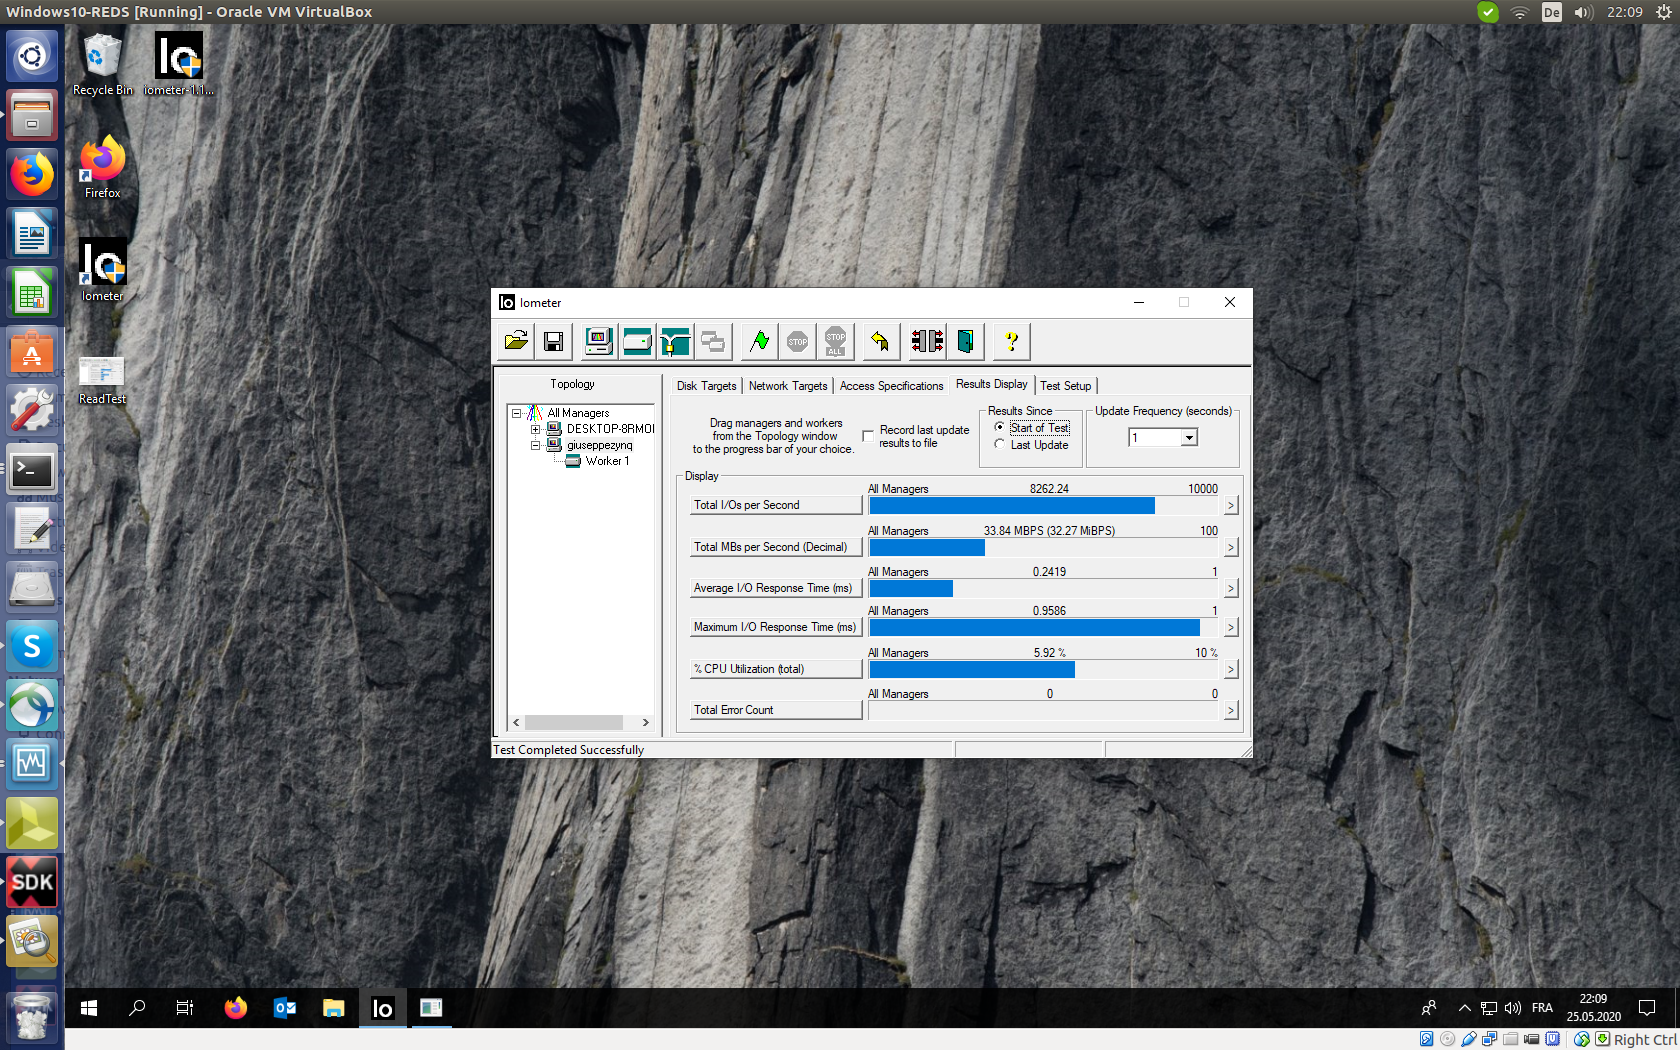 Windows10-REDS [Running] - Oracle VM VirtualBox
De
22:09
Recycle Bin
iometer-1.1...
Firefox
Iometer
ReadTest
SDK
Iometer
STOP
STOP
ALL
Topology
All Managers
giuseppezynq
Worker 1
Disk Targets
Network Targets
Access Specifications
Results Display
Test Setup
Drag managers and workers
from the Topology window
to the progress bar of your choice.
Record last update
results to file
Results Since
Start of Test
Last Update
Update Frequency (seconds)
1
Display
All Managers 8262.24 10000
Total I/Os per Second
All Managers 33.84 MBPS (32.27 MiBPS) 100
Total MBs per Second (Decimal)
All Managers 0.2419 1
Average I/O Response Time (ms)
All Managers 0.9586 1
Maximum I/O Response Time (ms)
All Managers 5.92 % 10 %
% CPU Utilization (total)
All Managers 0 0
Total Error Count
Test Completed Successfully
FRA
22:09
25.05.2020
Right Ctrl